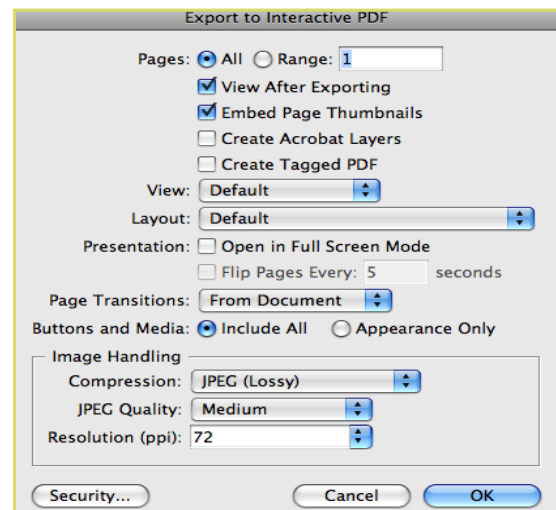 Export to Interactive PDF
Pages: All Range: 1
View After Exporting
Embed Page Thumbnails
Create Acrobat Layers
Create Tagged PDF
View: Default
Layout: Default
Presentation: Open in Full Screen Mode
Flip Pages Every: 5 seconds
Page Transitions: From Document
Buttons and Media: Include All Appearance Only
Image Handling
Compression: JPEG (Lossy)
JPEG Quality: Medium
Resolution (ppi): 72
Security... Cancel OK